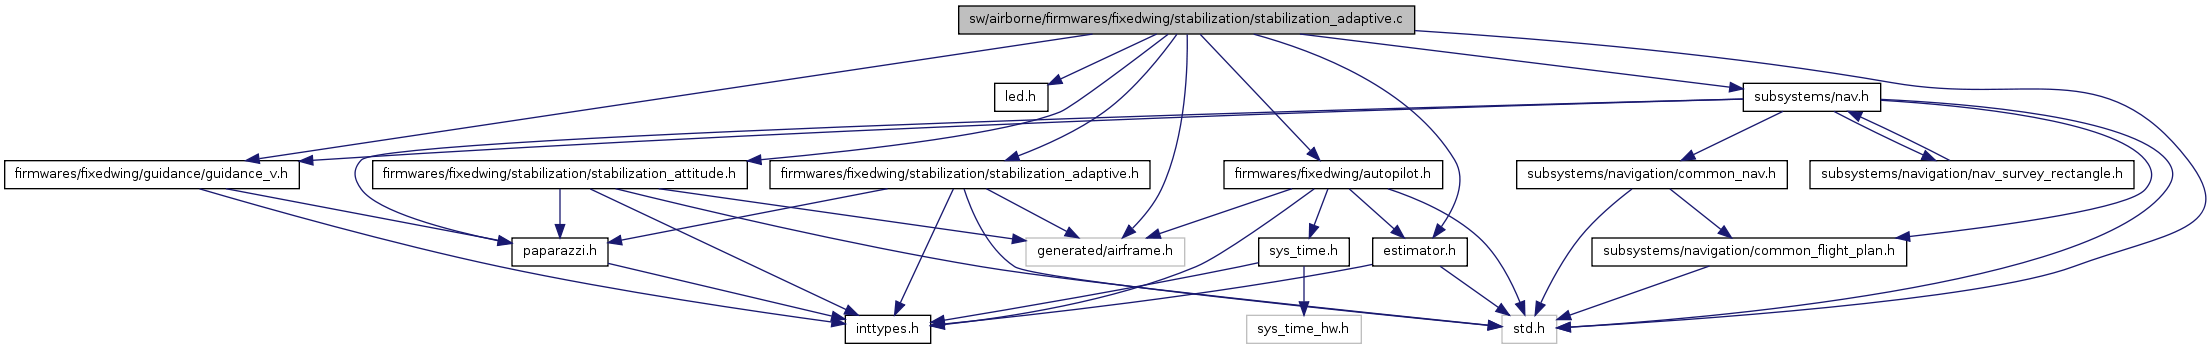 sw/airborne/firmwares/fixedwing/stabilization/stabilization_adaptive.c
led.h
subsystems/nav.h
firmwares/fixedwing/guidance/guidance_v.h
firmwares/fixedwing/stabilization/stabilization_attitude.h
firmwares/fixedwing/stabilization/stabilization_adaptive.h
firmwares/fixedwing/autopilot.h
subsystems/navigation/common_nav.h
subsystems/navigation/nav_survey_rectangle.h
paparazzi.h
generated/airframe.h
sys_time.h
estimator.h
subsystems/navigation/common_flight_plan.h
inttypes.h
sys_time_hw.h
std.h